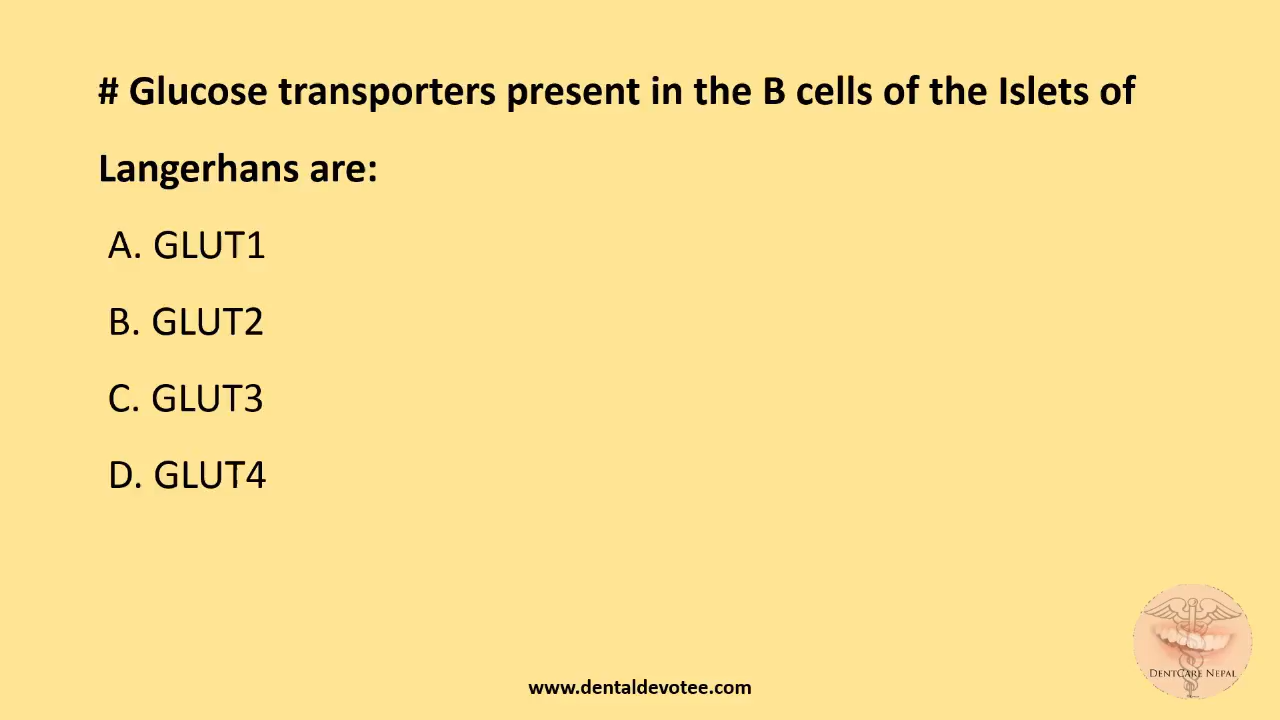 # Glucose transporters present in the B cells of the Islets of
Langerhans are:
A. GLUT1
B. GLUT2
C. GLUT3
D. GLUT4
DENTCARE NEPAL
www.dentaldevotee.com